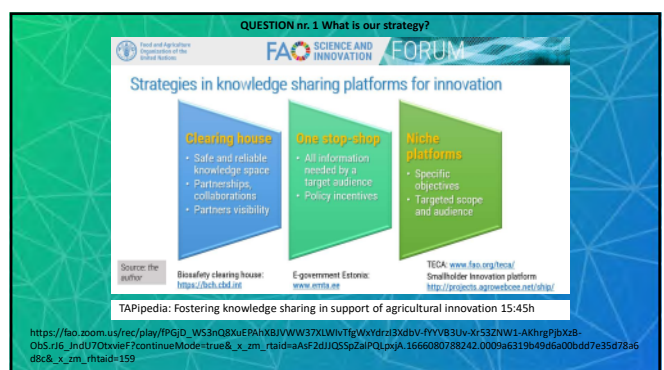 QUESTION nr. 1 What is our strategy?
Food and Agriculture
Organization of the
United Nations
FAO SCIENCE AND
INNOVATION
FORUM
Strategies in knowledge sharing platforms for innovation
Clearing house
• Safe and reliable
knowledge space
• Partnerships,
collaborations
• Partners visibility
One stop-shop
• All information
needed by a
target audience
• Policy incentives
Niche
platforms
• Specific
objectives
• Targeted scope
and audience
Source: the
author
Biosafety clearing house:
https://bch.cbd.int
E-government Estonia:
www.emta.ee
TECA: www.fao.org/teca/
Smallholder Innovation platform
http://projects.agrowebcee.net/ship/
TAPipedia: Fostering knowledge sharing in support of agricultural innovation 15:45h
https://fao.zoom.us/rec/play/fPGjD_WS3nQ8XuEPAhXBJVWW37XLWIvTfgWxYdrzI3XdbV-fYYVB3Uv-Xr53ZNW1-AKhrgPjbXzB-
ObS.rJ6_JndU7OtxvieF?continueMode=true&_x_zm_rtaid=aAsF2dJJQSSpZaIPQLpxjA.1666080788242.0009a6319b49d6a00bdd7e35d78a6
d8c&_x_zm_rhtaid=159